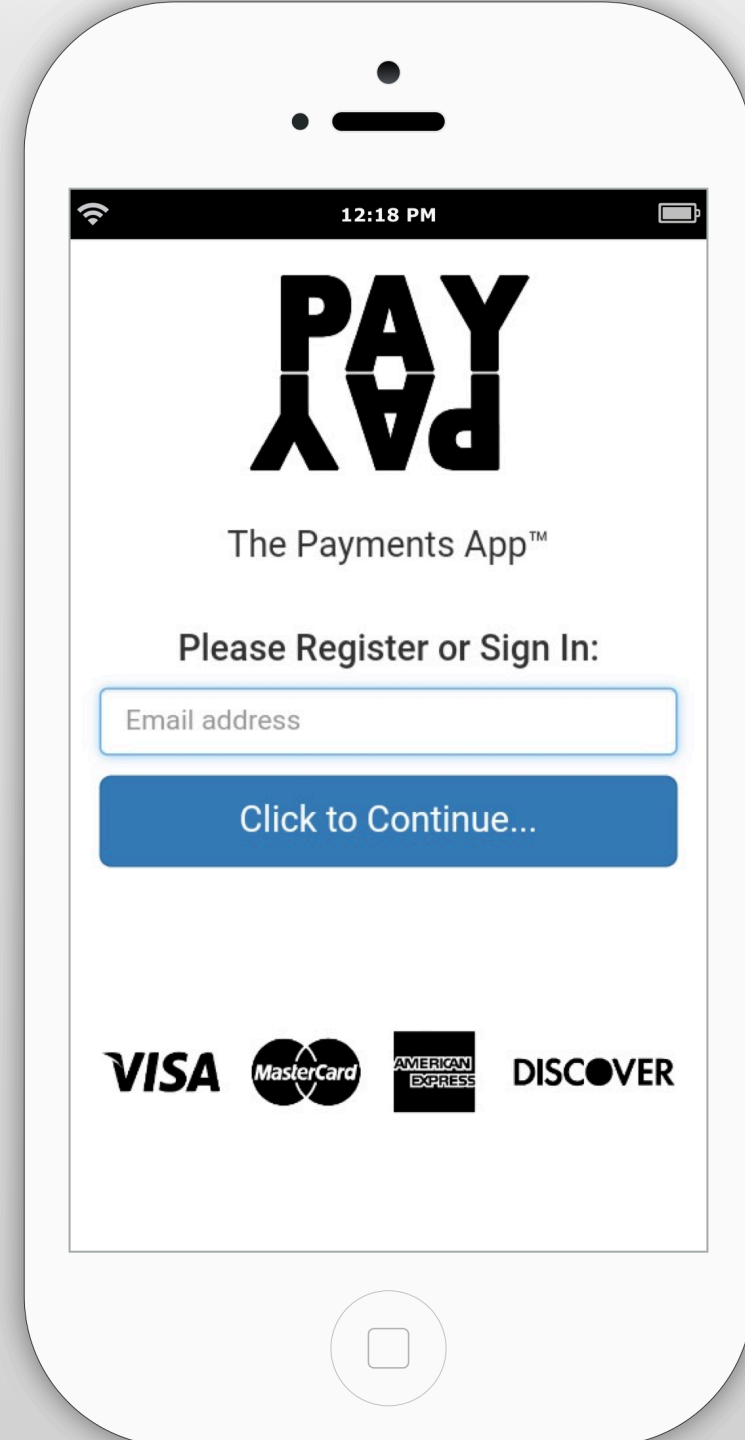 12:18 PM
PAY
PAY
The Payments App™
Please Register or Sign In:
Email address
Click to Continue...
VISA MasterCard AMERICAN EXPRESS DISCOVER